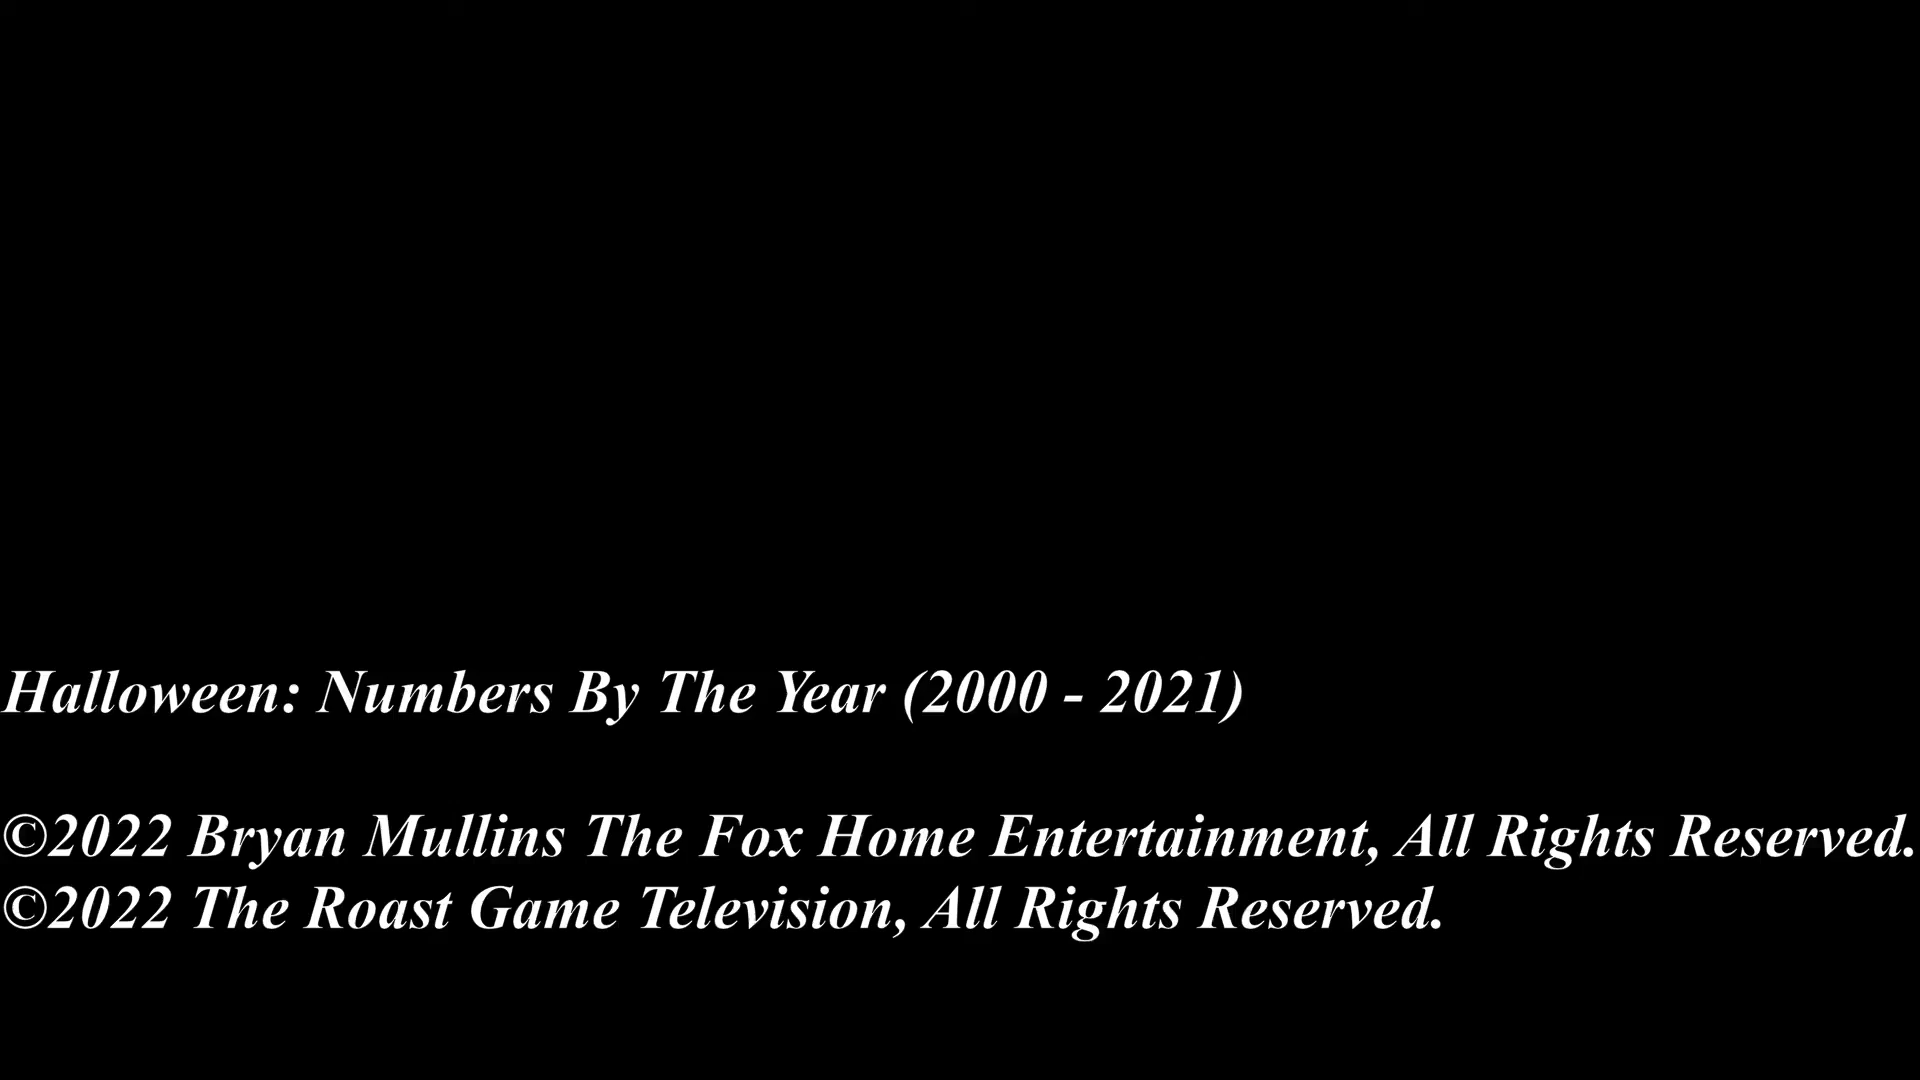 Halloween: Numbers By The Year (2000 - 2021)
©2022 Bryan Mullins The Fox Home Entertainment, All Rights Reserved.
©2022 The Roast Game Television, All Rights Reserved.